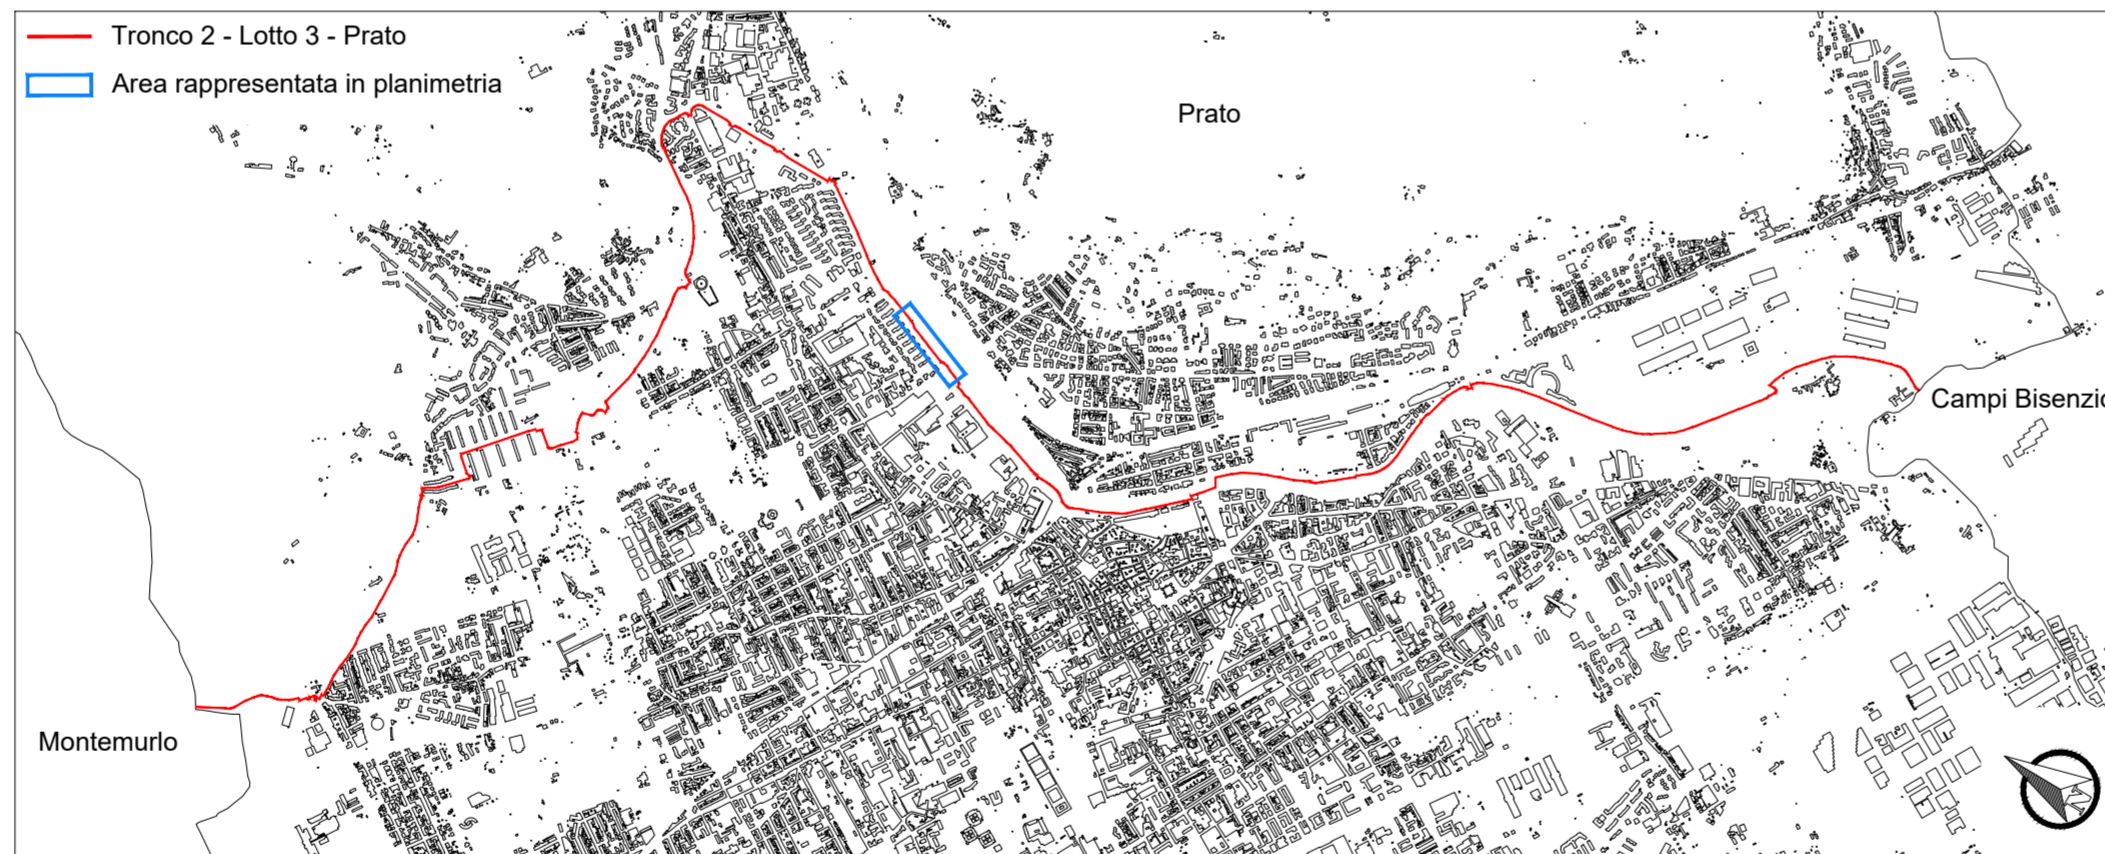 Tronco 2 - Lotto 3 - Prato
Area rappresentata in planimetria
Prato
Campi Bisenzio
Montemurlo